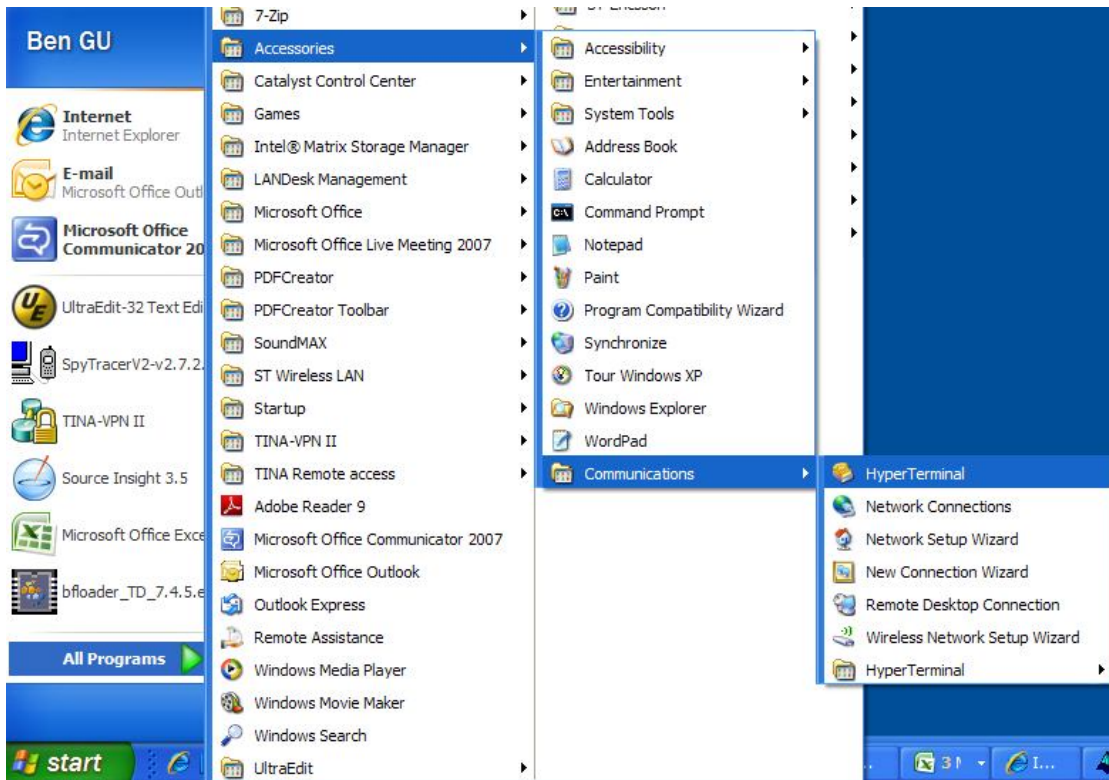 Ben GU
Internet
Internet Explorer
E-mail
Microsoft Office Outl
Microsoft Office
Communicator 20
UltraEdit-32 Text Edi
SpyTracerV2-v2.7.2.
TINA-VPN II
Source Insight 3.5
Microsoft Office Exce
bfloader_TD_7.4.5.e
All Programs
start
7-Zip
Accessories
Catalyst Control Center
Games
Intel® Matrix Storage Manager
LANDesk Management
Microsoft Office
Microsoft Office Live Meeting 2007
PDFCreator
PDFCreator Toolbar
SoundMAX
ST Wireless LAN
Startup
TINA-VPN II
TINA Remote access
Adobe Reader 9
Microsoft Office Communicator 2007
Microsoft Office Outlook
Outlook Express
Remote Assistance
Windows Media Player
Windows Movie Maker
Windows Search
UltraEdit
Accessibility
Entertainment
System Tools
Address Book
Calculator
Command Prompt
Notepad
Paint
Program Compatibility Wizard
Synchronize
Tour Windows XP
Windows Explorer
WordPad
Communications
HyperTerminal
Network Connections
Network Setup Wizard
New Connection Wizard
Remote Desktop Connection
Wireless Network Setup Wizard
HyperTerminal
I...